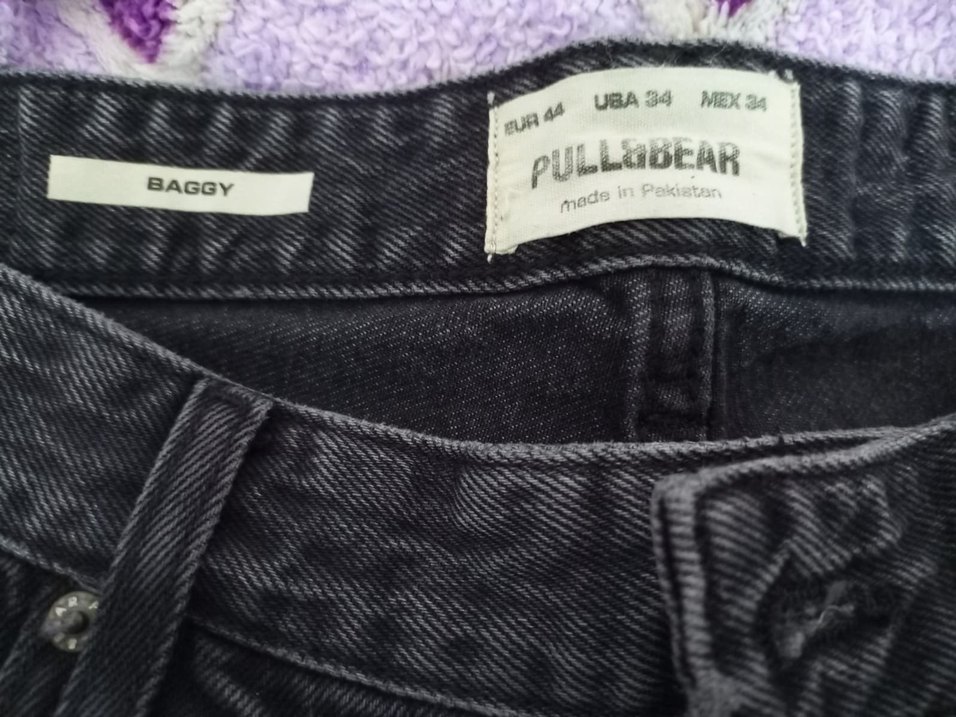 EUR 44 USA 34 MEX 34
PULL&BEAR
made in Pakistan
BAGGY